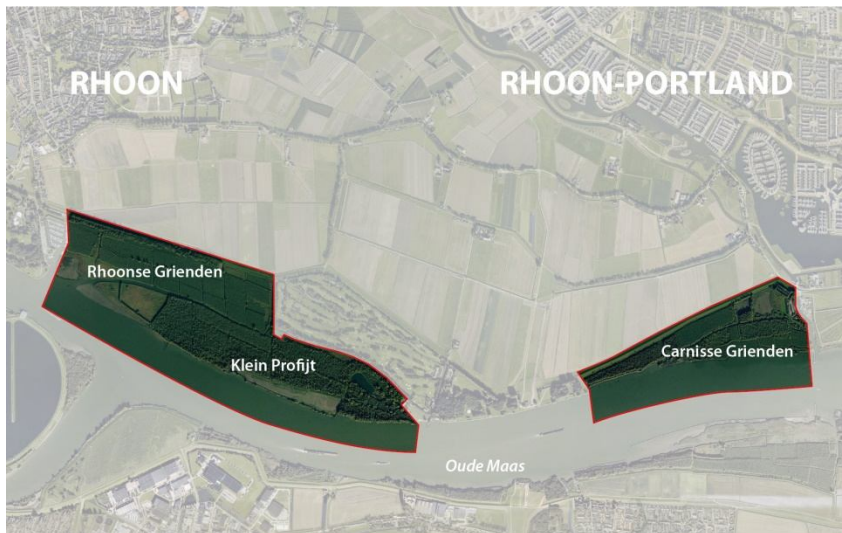 RHOON
RHOON-PORTLAND
Rhoonse Grienden
Klein Profijt
Carnisse Grienden
Oude Maas